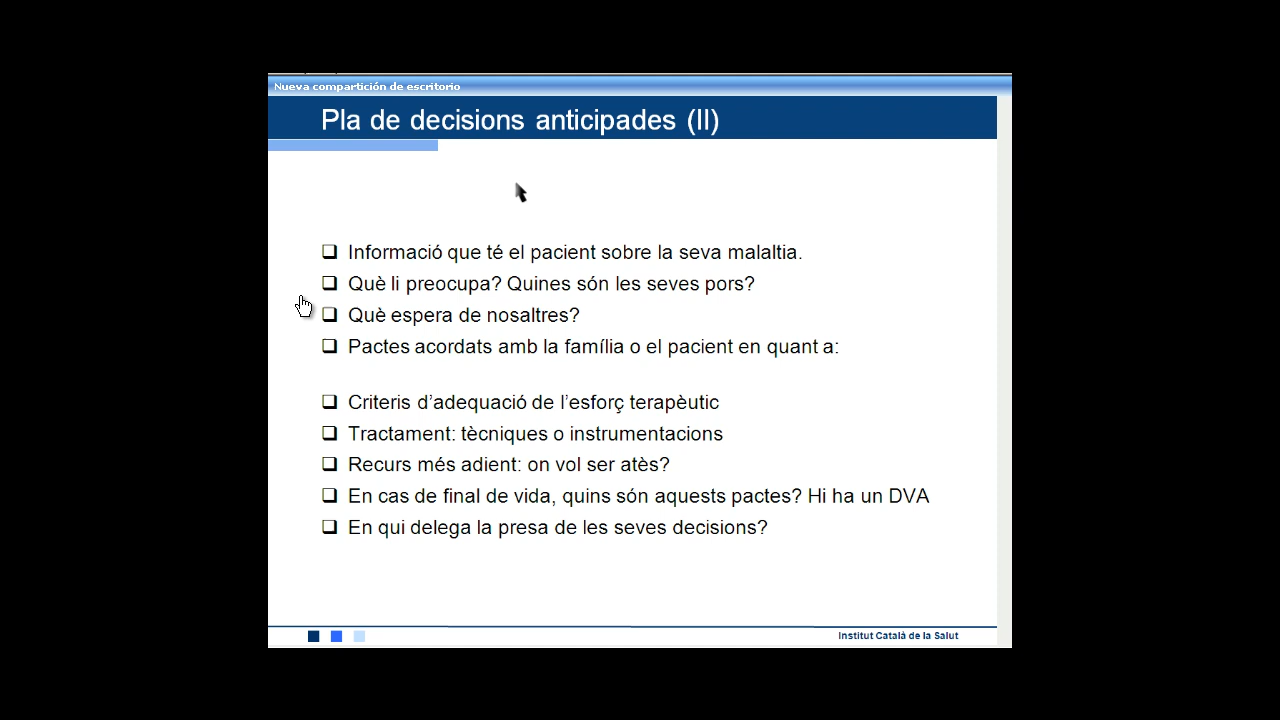 Nueva compartición de escritorio
Pla de decisions anticipades (II)
Informació que té el pacient sobre la seva malaltia.
Què li preocupa? Quines són les seves pors?
Què espera de nosaltres?
Pactes acordats amb la família o el pacient en quant a:
Criteris d’adequació de l’esforç terapèutic
Tractament: tècniques o instrumentacions
Recurs més adient: on vol ser atès?
En cas de final de vida, quins són aquests pactes? Hi ha un DVA
En qui delega la presa de les seves decisions?
Institut Català de la Salut